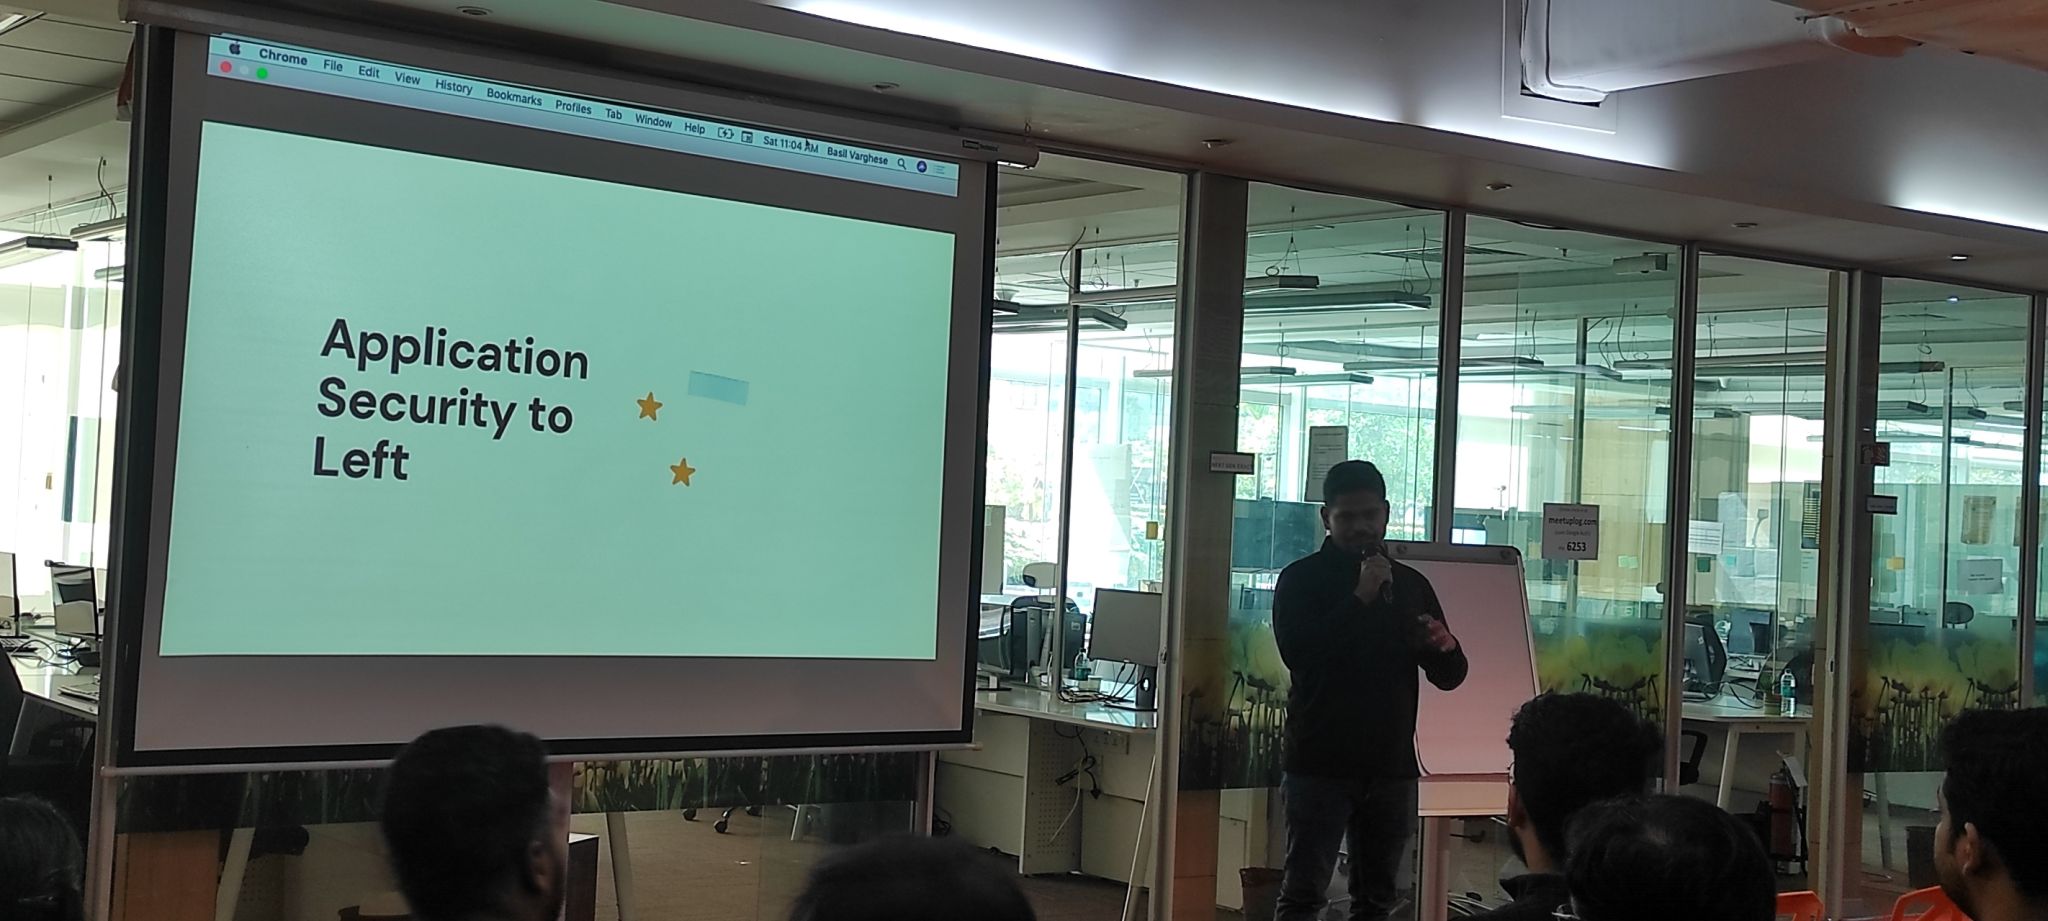 Chrome File Edit View History Bookmarks Profiles Tab Window Help Sat 11:04 AM Basil Varghese
Application
Security to
Left
meetuplog.com
6253